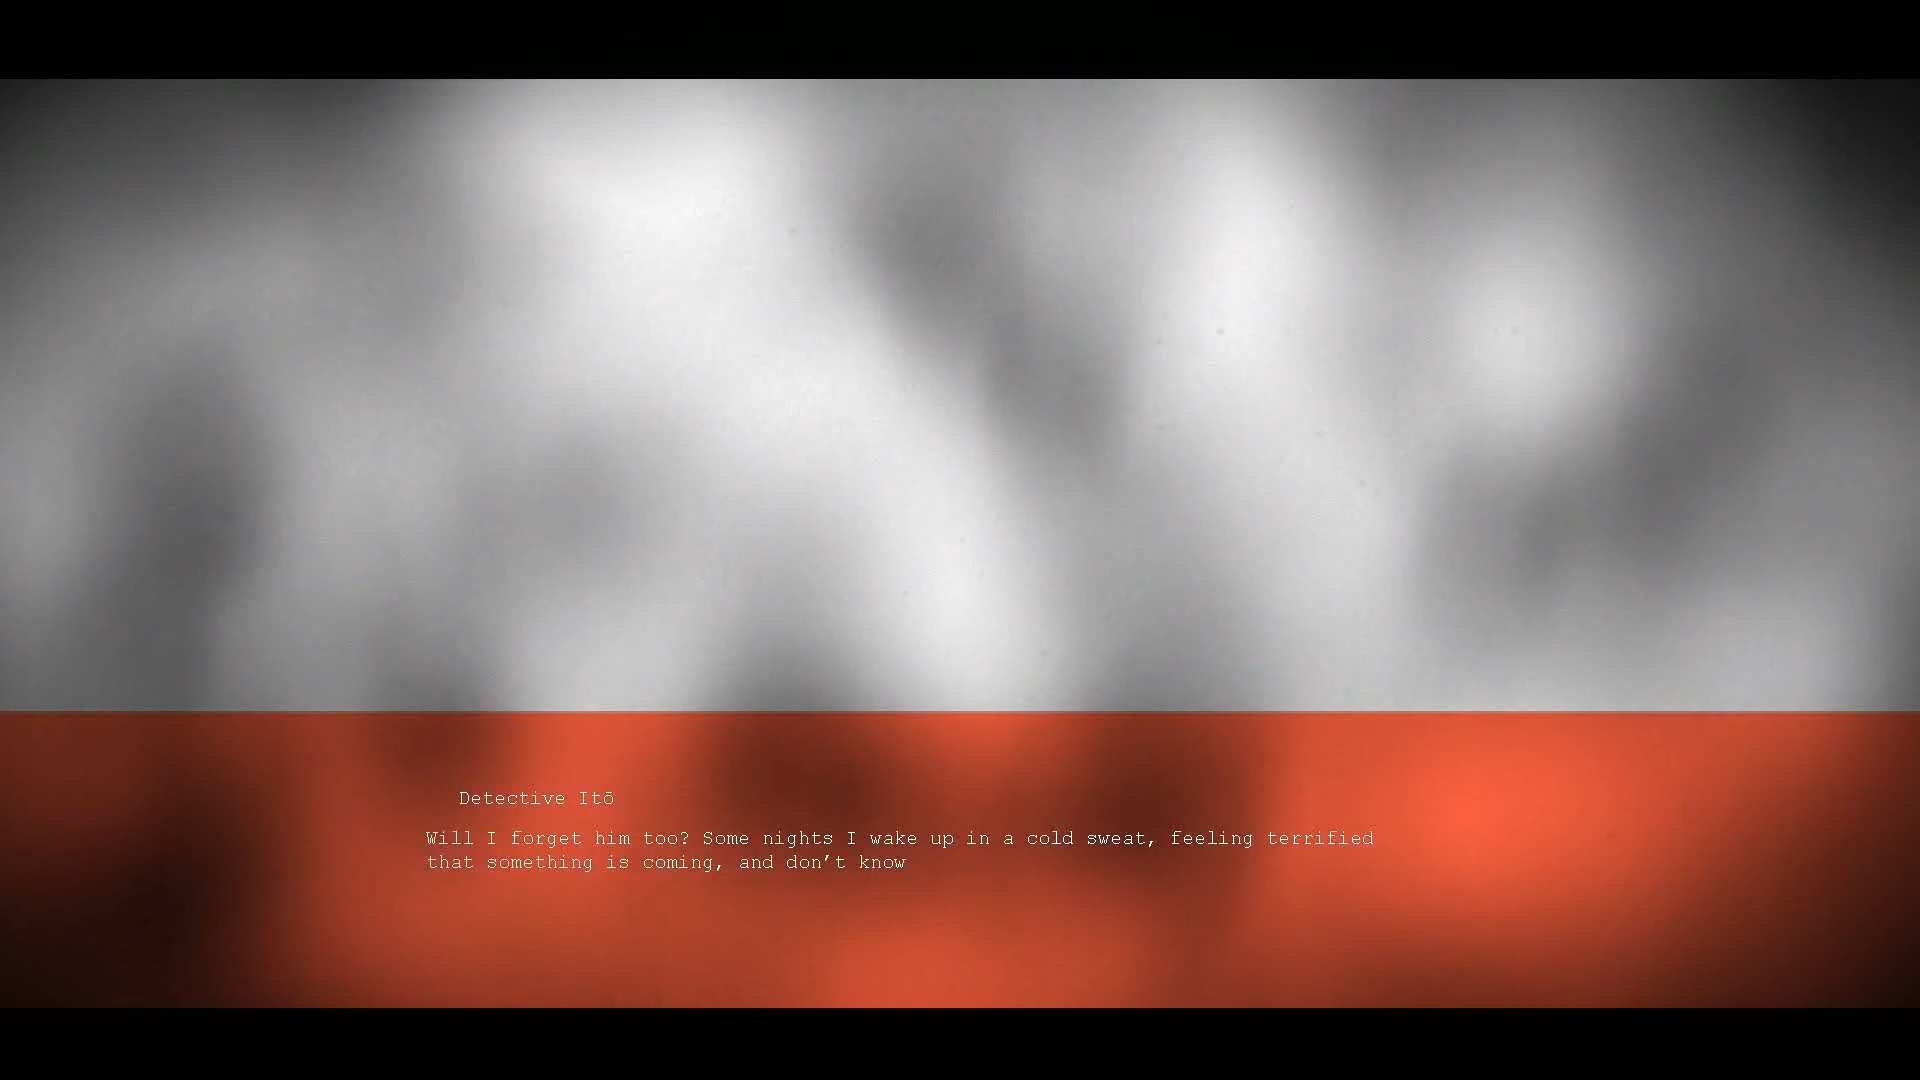 Detective Itō
Will I forget him too? Some nights I wake up in a cold sweat, feeling terrified
that something is coming, and don’t know